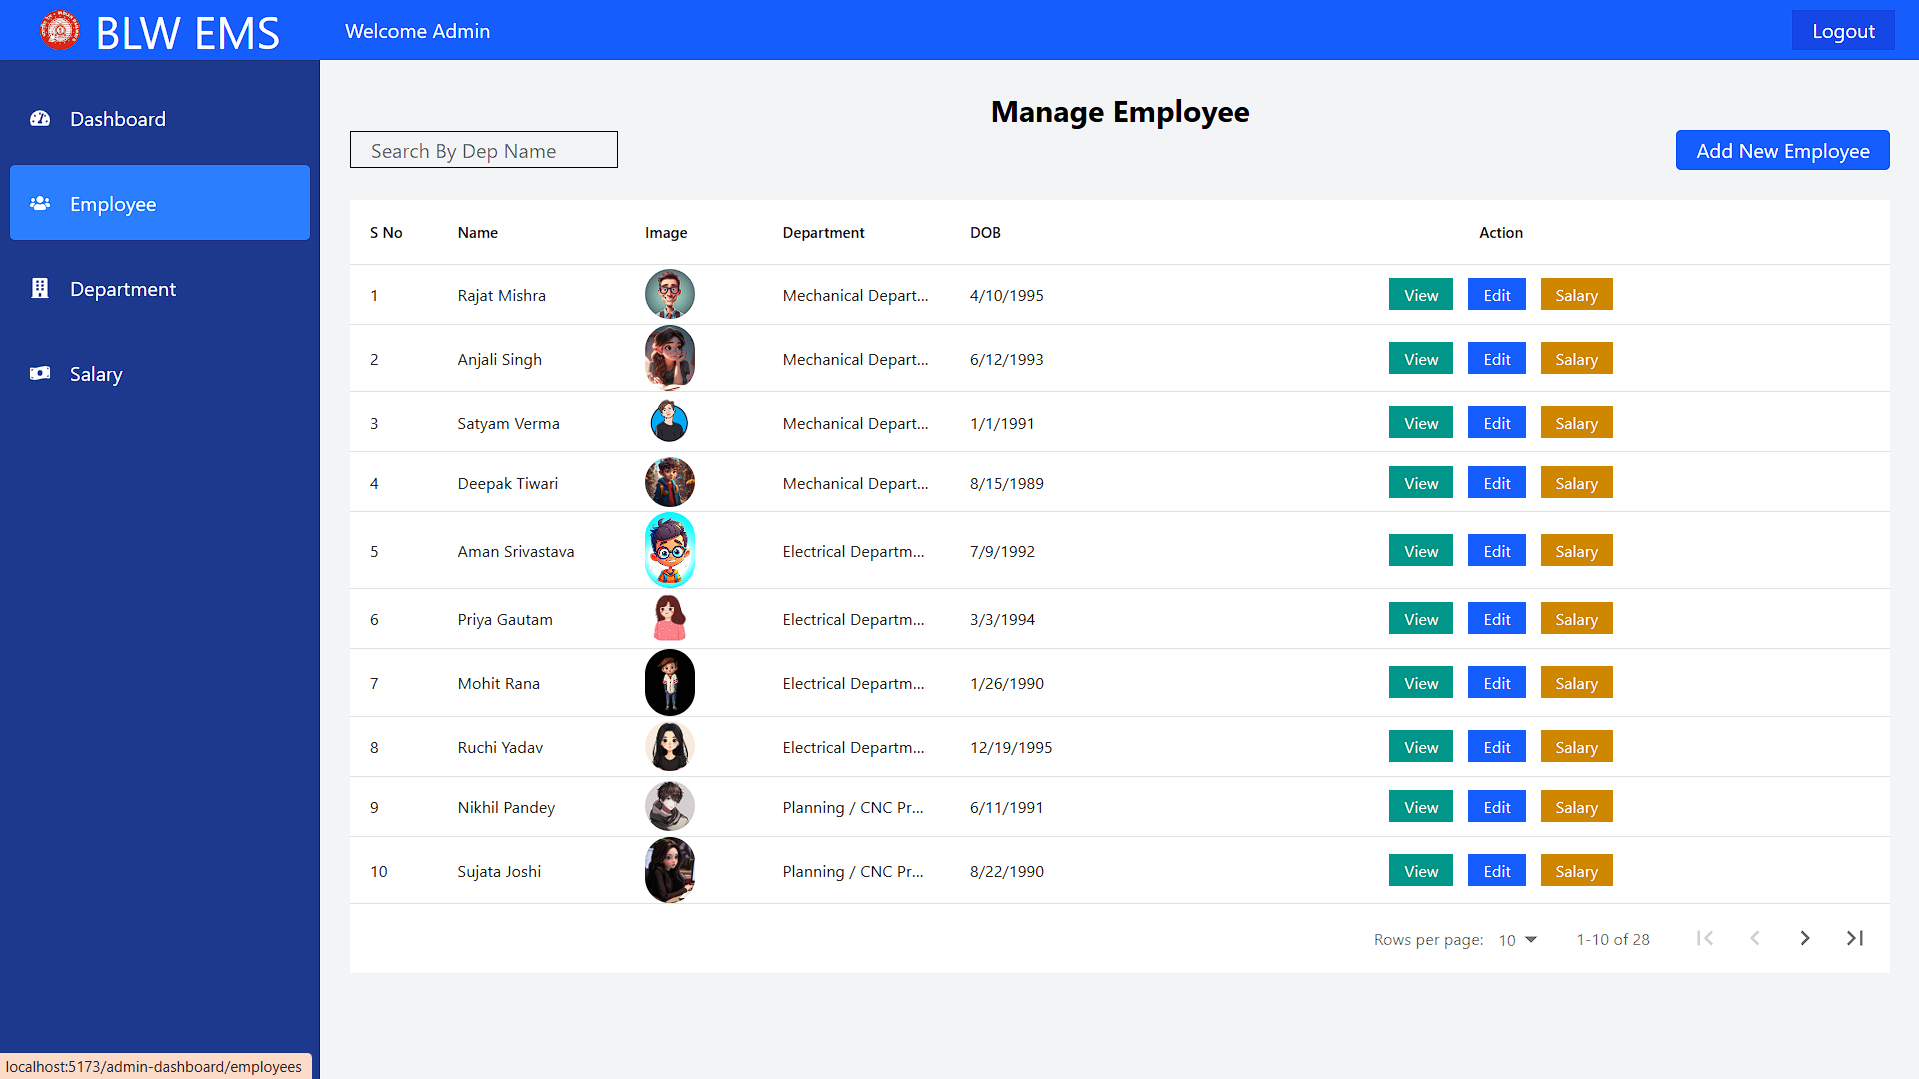 BLW EMS
Welcome Admin
Logout
Dashboard
Employee
Department
Salary
Manage Employee
Search By Dep Name
Add New Employee
S No Name Image Department DOB Action
1 Rajat Mishra Mechanical Depart... 4/10/1995 View Edit Salary
2 Anjali Singh Mechanical Depart... 6/12/1993 View Edit Salary
3 Satyam Verma Mechanical Depart... 1/1/1991 View Edit Salary
4 Deepak Tiwari Mechanical Depart... 8/15/1989 View Edit Salary
5 Aman Srivastava Electrical Departm... 7/9/1992 View Edit Salary
6 Priya Gautam Electrical Departm... 3/3/1994 View Edit Salary
7 Mohit Rana Electrical Departm... 1/26/1990 View Edit Salary
8 Ruchi Yadav Electrical Departm... 12/19/1995 View Edit Salary
9 Nikhil Pandey Planning / CNC Pr... 6/11/1991 View Edit Salary
10 Sujata Joshi Planning / CNC Pr... 8/22/1990 View Edit Salary
Rows per page: 10 1-10 of 28
localhost:5173/admin-dashboard/employees